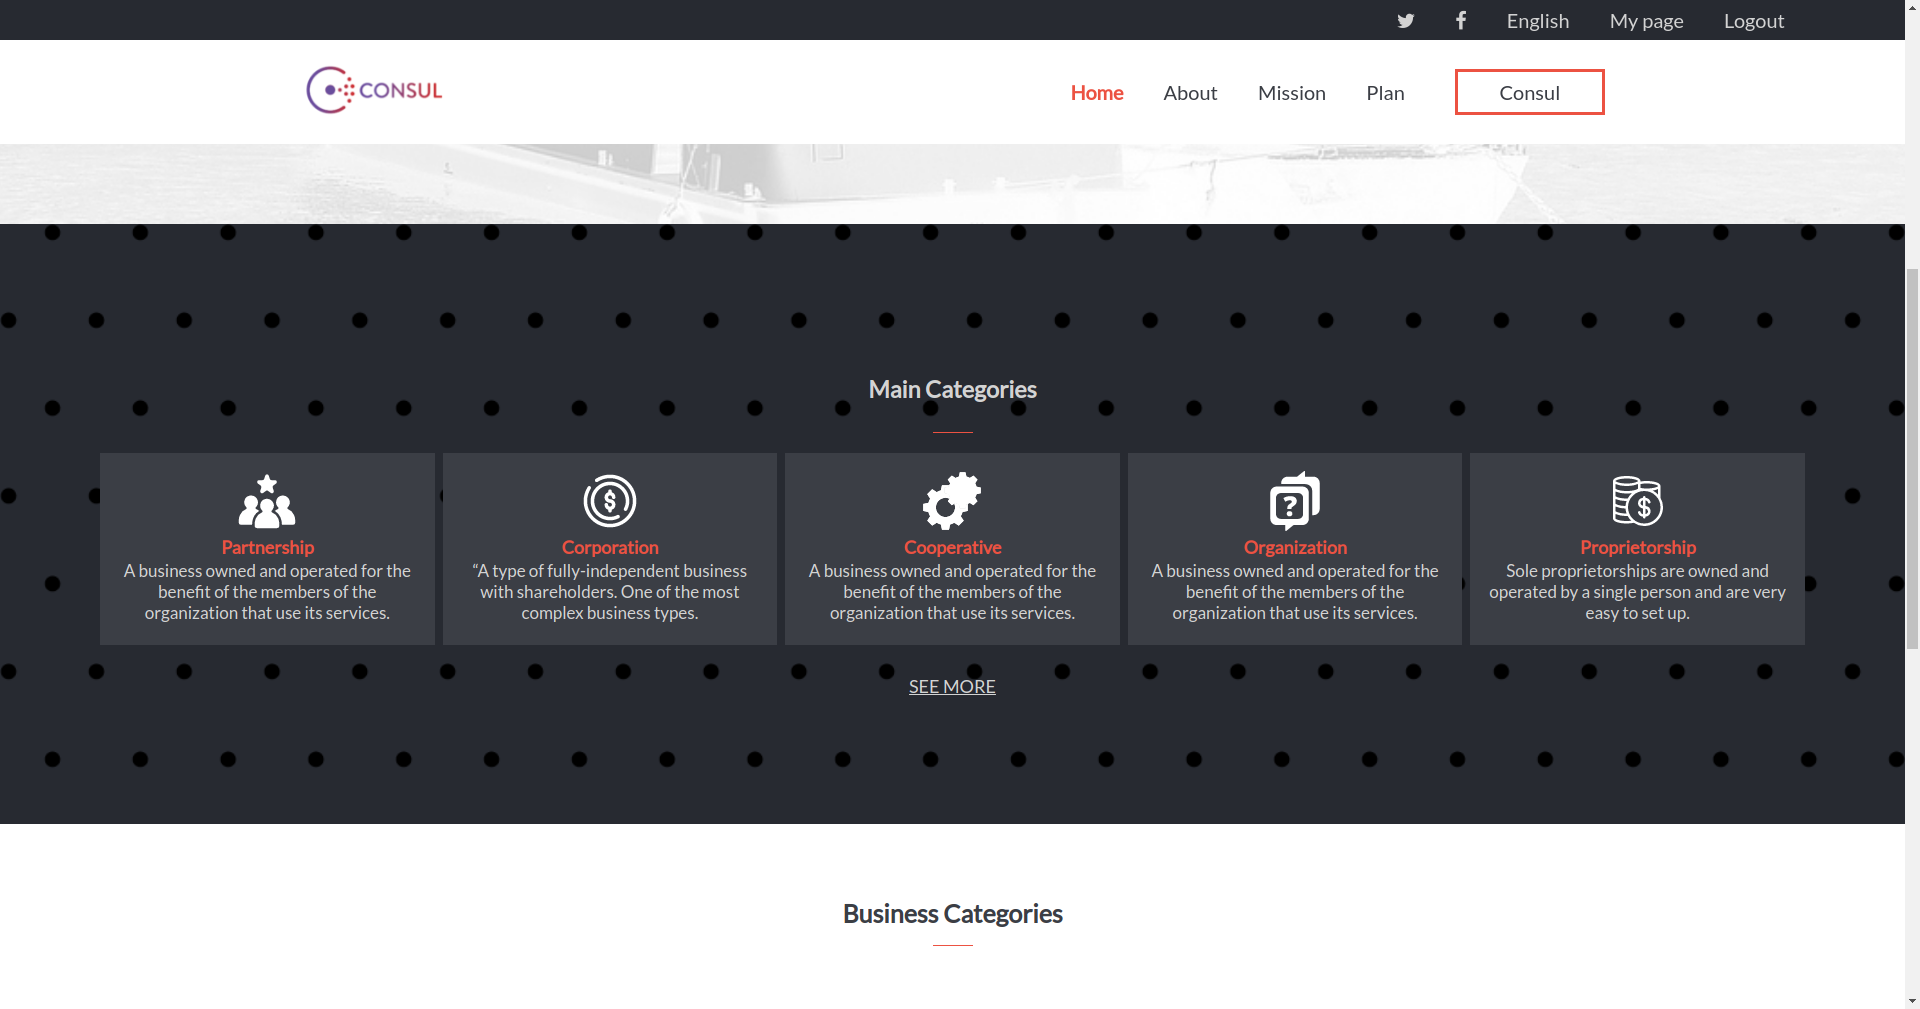 English My page Logout
CONSUL
Home About Mission Plan Consul
Main Categories
Partnership
A business owned and operated for the
benefit of the members of the
organization that use its services.
Corporation
“A type of fully-independent business
with shareholders. One of the most
complex business types.
Cooperative
A business owned and operated for the
benefit of the members of the
organization that use its services.
Organization
A business owned and operated for the
benefit of the members of the
organization that use its services.
Proprietorship
Sole proprietorships are owned and
operated by a single person and are very
easy to set up.
SEE MORE
Business Categories